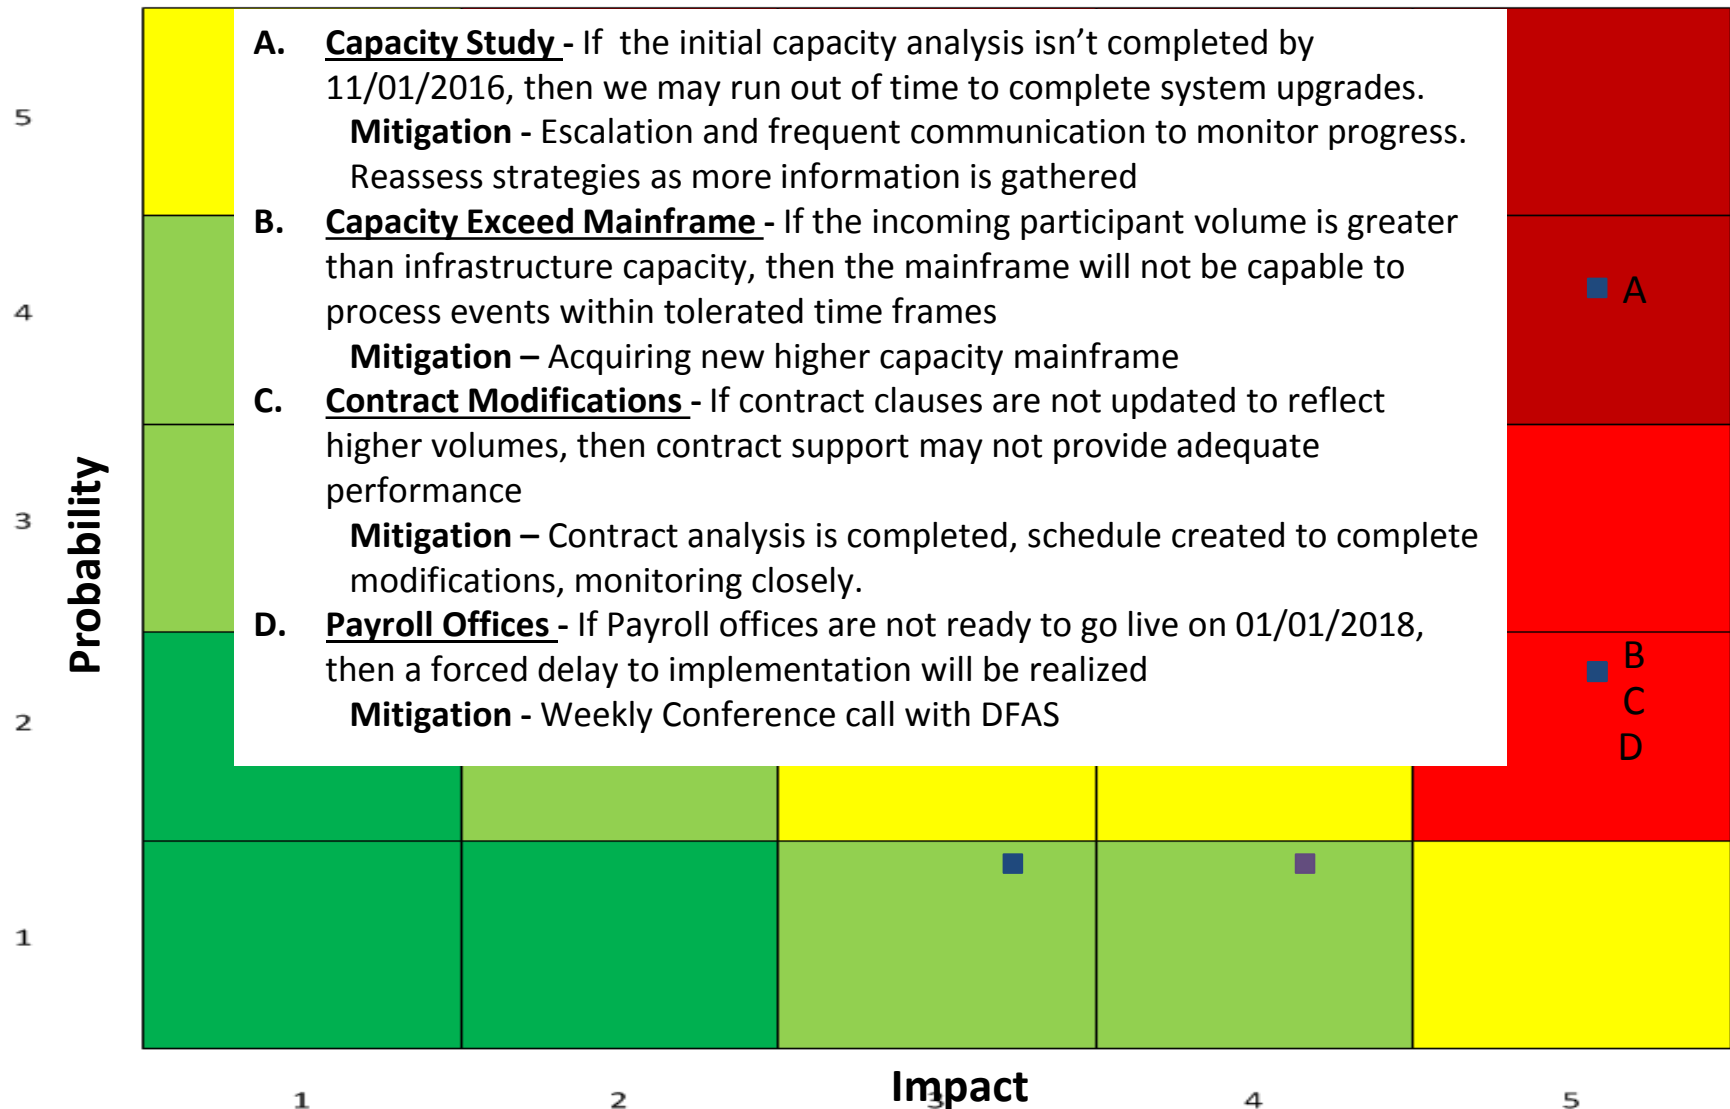 A. Capacity Study - If the initial capacity analysis isn’t completed by
11/01/2016, then we may run out of time to complete system upgrades.
Mitigation - Escalation and frequent communication to monitor progress.
Reassess strategies as more information is gathered
B. Capacity Exceed Mainframe - If the incoming participant volume is greater
than infrastructure capacity, then the mainframe will not be capable to
process events within tolerated time frames
Mitigation – Acquiring new higher capacity mainframe
C. Contract Modifications - If contract clauses are not updated to reflect
higher volumes, then contract support may not provide adequate
performance
Mitigation – Contract analysis is completed, schedule created to complete
modifications, monitoring closely.
D. Payroll Offices - If Payroll offices are not ready to go live on 01/01/2018,
then a forced delay to implementation will be realized
Mitigation - Weekly Conference call with DFAS
A
B
C
D
Probability
5
4
3
2
1
Impact
1
2
3
4
5